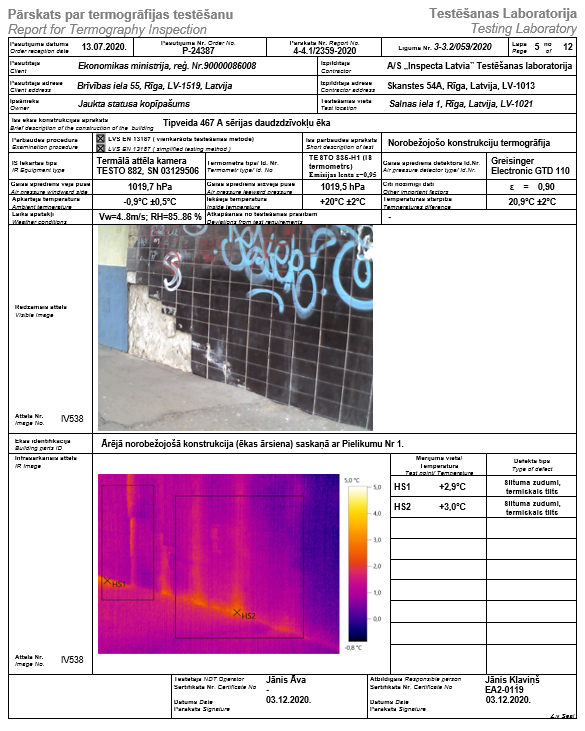 Pārskats par termogrāfijas testēšanu
Testēšanas Laboratorija
Report for Thermography Inspection
Testing Laboratory
Pasūtījuma datums
Order reception date
13.07.2020.
Pasūtījuma Nr. Order No.
P-24387
Pārskata Nr. Report No.
4-4.1/2359-2020
Līguma Nr. 3-3.2/059/2020
Lapa 5 no 12
Page of
Pasūtītājs
Client
Ekonomikas ministrija, reģ. Nr.90000086008
Izpildītājs
Contractor
A/S „Inspecta Latvia” Testēšanas laboratorija
Pasūtītāja adrese
Client address
Brīvības iela 55, Rīga, LV-1519, Latvija
Izpildītāja adrese
Contractor address
Skanstes 54A, Rīga, Latvija, LV-1013
Īpašnieks
Owner
Jaukta statusa kopīpašums
Testēšanas vieta
Test location
Salnas iela 1, Rīga, Latvija, LV-1021
Īss ēkas konstrukcijas apraksts
Brief description of the construction of the building
Tipveida 467 A sērijas daudzdzīvokļu ēka
Pārbaudes procedūra
Examination procedure
LVS EN 13187 ( vienkāršota testēšanas metode)
LVS EN 13187 ( simplified testing method )
Īss pārbaudes apraksts
Short description of test
Norobežojošo konstrukciju termogrāfija
IS iekārtas tips
IR Equipment type
Termālā attēla kamera
TESTO 882, SN 03129506
Termometra tips/ Id. Nr.
Termometr type/ Id. No
TESTO 835-H1 (IS
termometrs)
Emisijas lenta ε=0,95
Gaisa spiediena detektors Id.Nr.
Air pressure detector type/ Id.Nr.
Greisinger
Electronic GTD 110
Gaisa spiediens vēja pusē
Air pressure windward side
1019,7 hPa
Gaisa spiediens aizvēja pusē
Air pressure leeward pressure
1019,5 hPa
Citi nozīmīgi dati
Other important factors
ε = 0,90
Apkārtējā temperatūra
Ambient temperature
-0,9°C ±0,5°C
Iekšējā temperatūra
Inside temperature
+20°C ±2°C
Temperatūras starpība
Temperatures diference
20,9°C ±2°C
Laika apstākļi
Weather conditions
Vw=4..8m/s; RH=85..86 %
Atkāpšanās no testēšanas prasībām
Deviations from test requirements
-
Redzamais attēls
Visible image
Attēla Nr.
Image No.
IV538
Ēkas identifikācija
Building parts ID
Ārējā norobežojošā konstrukcija (ēkas ārsiena) saskaņā ar Pielikumu Nr 1.
Infrasarkanais attēls
IR Image
Mērījuma vieta/
Temperatūra
Test point/ Temperature
Defekta tips
Type of defect
HS1 +2,9°C
Siltuma zudumi,
termiskais tilts
HS2 +3,0°C
Siltuma zudumi,
termiskais tilts
5,0 °C
5,0
4,0
3,0
2,0
1,0
0,0
-0,8 °C
HS1
HS2
Attēla Nr.
Image No.
IV538
Testētājs NDT Operator
Jānis Āva
Sertifikāta Nr. Certificate No
-
Datums Date
03.12.2020.
Paraksts Signature
Atbildīgais Responsible person
Jānis Kļaviņš
Sertifikāta Nr. Certificate No
EA2-0119
Datums Date
03.12.2020.
Paraksts Signature
Z.v. Seal